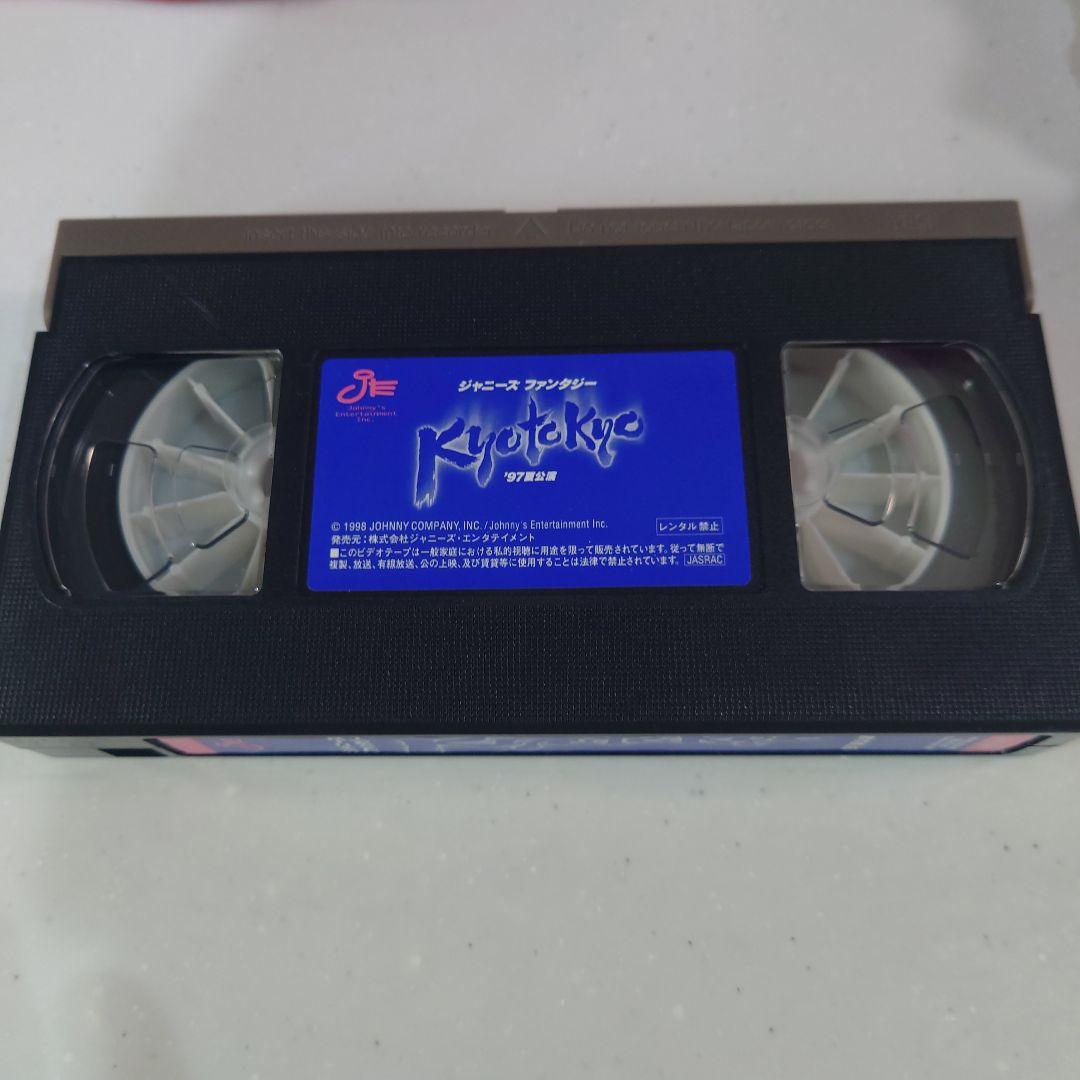 Insert this side into recorder
JE
Johnny's
Entertainment
Inc.
ジャニーズ ファンタジー
KyoToKyo
'97夏公演
© 1998 JOHNNY COMPANY, INC. / Johnny's Entertainment Inc.
レンタル禁止
発売元：株式会社ジャニーズ・エンタテイメント
■このビデオテープは一般家庭における私的視聴に用途を限って販売されています。従って無断で
複製、放送、有線放送、公の上映、及び賃貸等に使用することは法律で禁止されています。 JASRAC